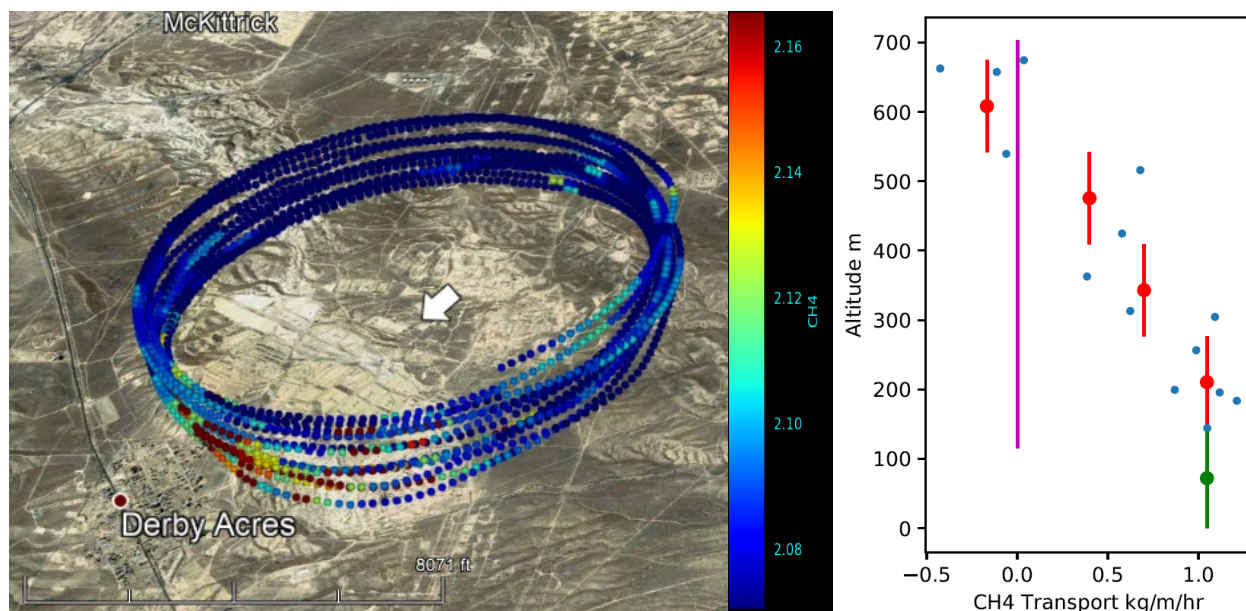 McKittrick
Derby Acres
8071 ft
2.16
2.14
2.12
2.10
2.08
CH4
700
600
500
400
300
200
100
0
Altitude m
−0.5
0.0
0.5
1.0
CH4 Transport kg/m/hr